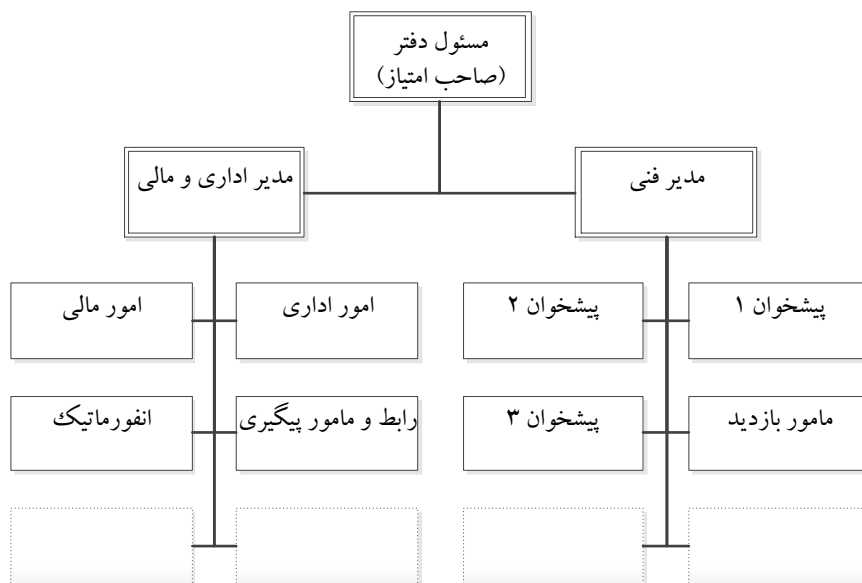 مسئول دفتر
(صاحب امتیاز)
مدیر فنی
مدیر اداری و مالی
پیشخوان ۱
پیشخوان ۲
امور اداری
امور مالی
مامور بازدید
پیشخوان ۳
رابط و مامور پیگیری
انفورماتیک